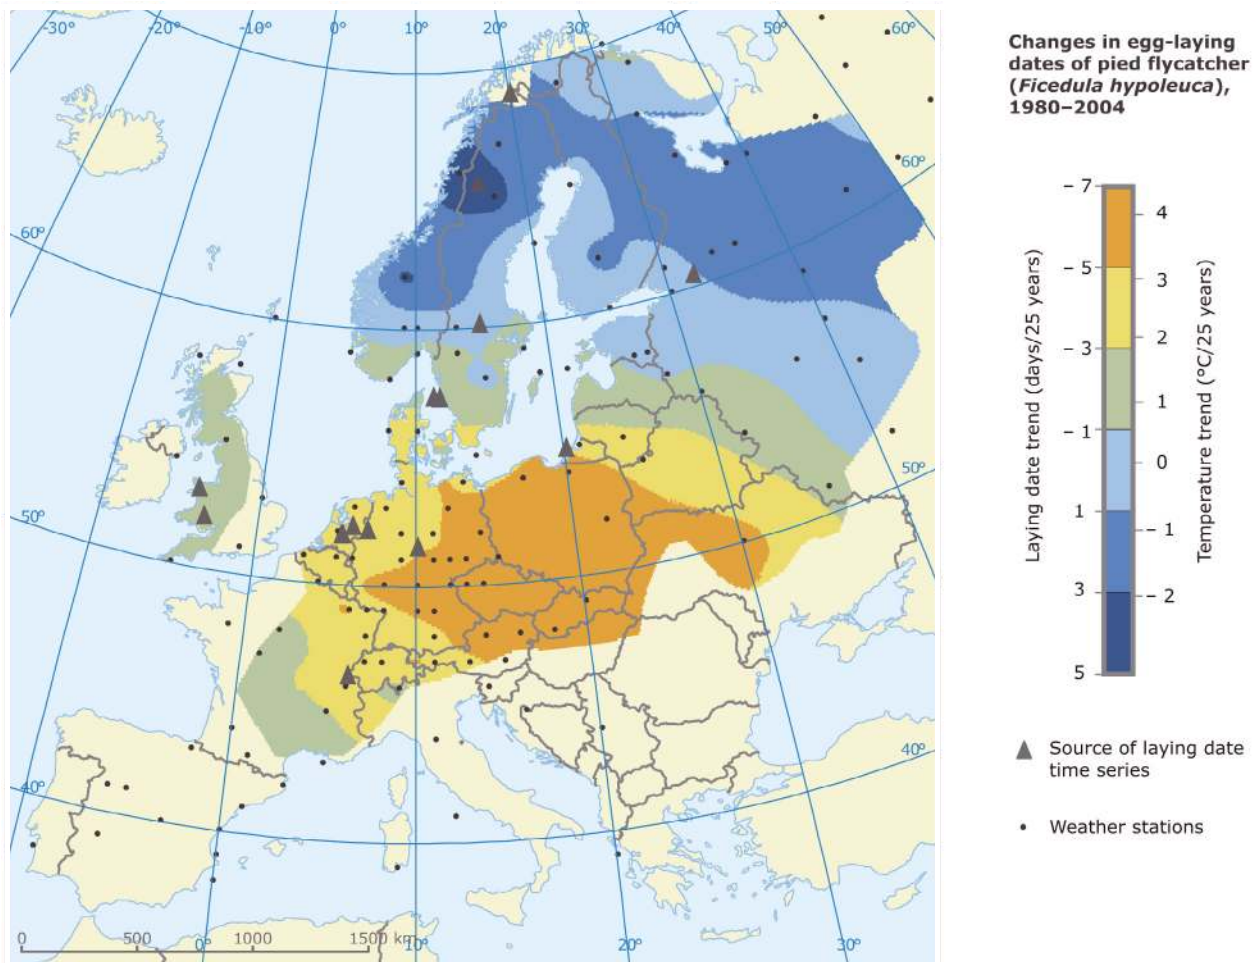 -30° -20° -10° 0° 10° 20° 30° 40° 50° 60°
60°
60°
50°
50°
40°
40°
0 500 1000 1500 km
0° 10° 20° 30°
Changes in egg-laying
dates of pied flycatcher
(Ficedula hypoleuca),
1980–2004
Laying date trend (days/25 years)
– 7
– 5
– 3
– 1
1
3
5
4
3
2
1
0
– 1
– 2
Temperature trend (°C/25 years)
Source of laying date
time series
Weather stations